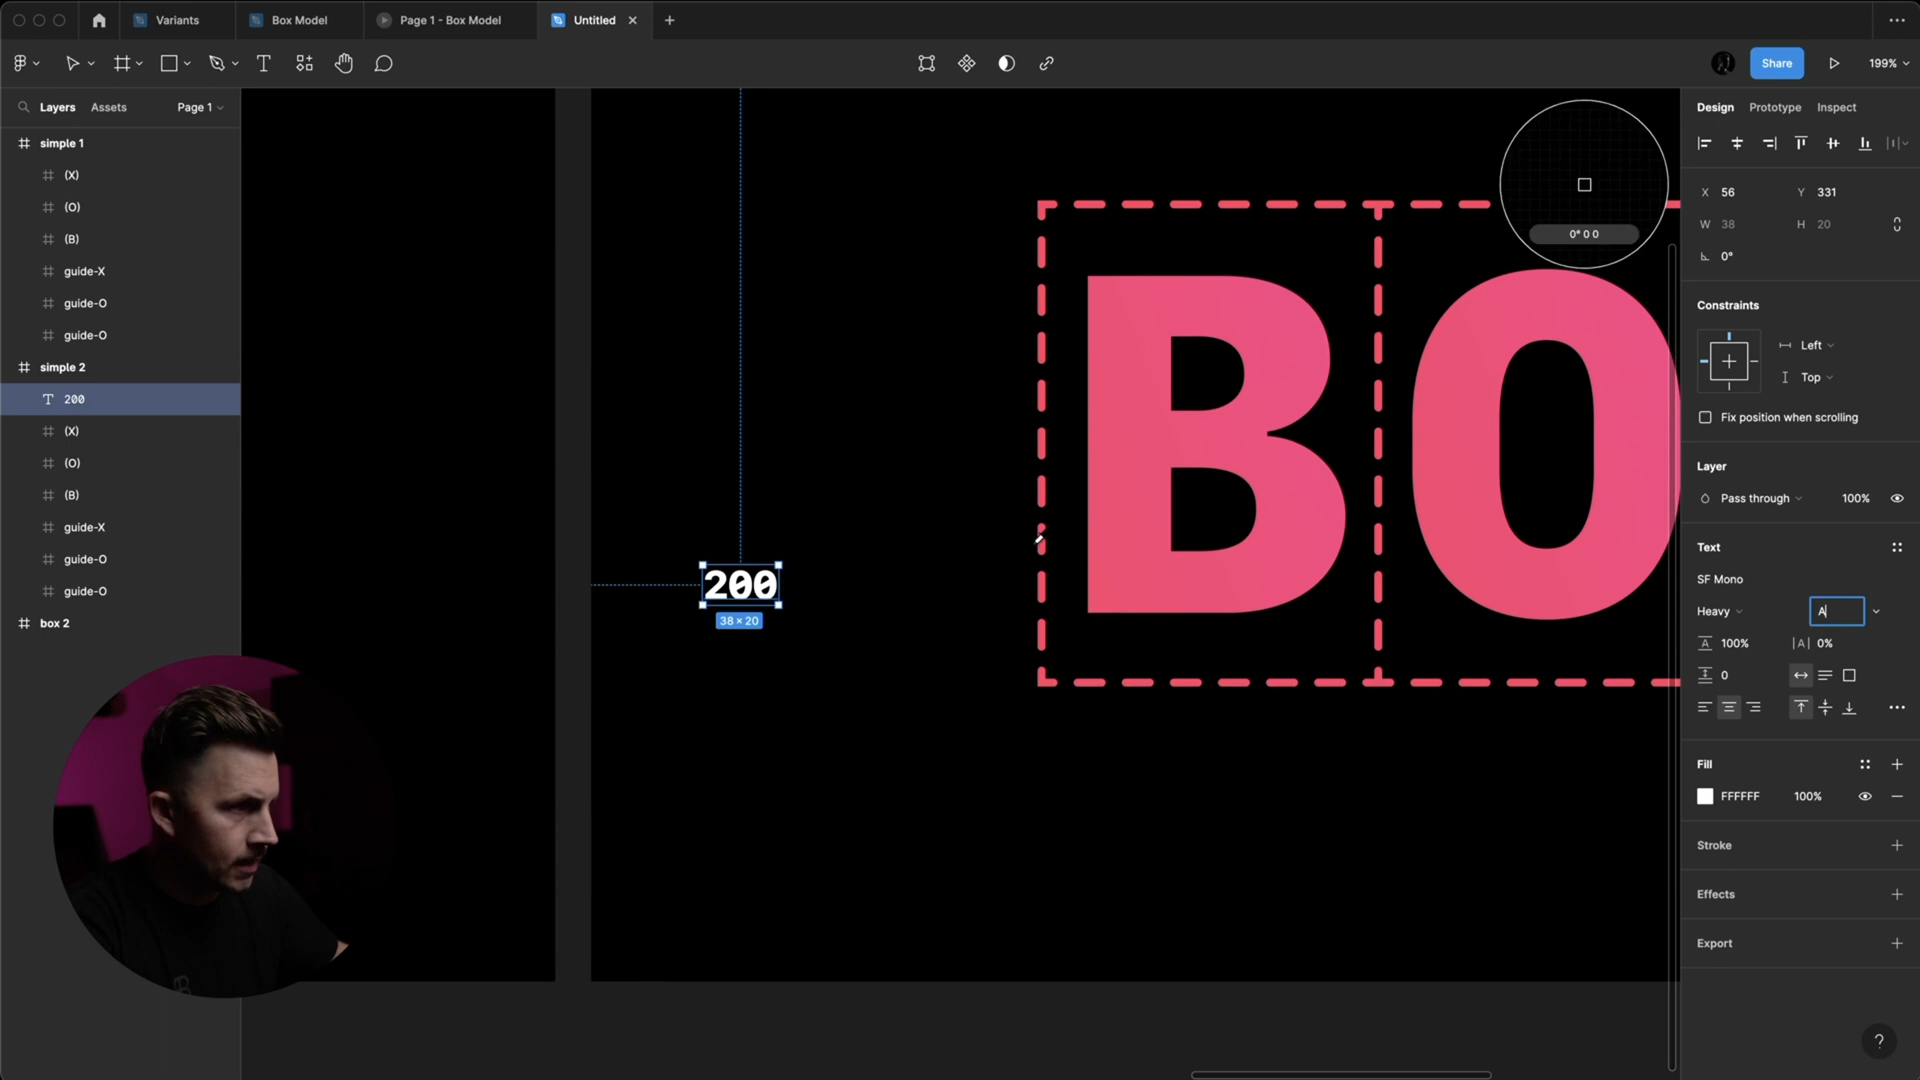 Variants
Box Model
Page 1 - Box Model
Untitled
Share
199%
Layers
Assets
Page 1
simple 1
(X)
(O)
(B)
guide-X
guide-O
guide-O
simple 2
200
(X)
(O)
(B)
guide-X
guide-O
guide-O
box 2
BO
200
38 × 20
0° 0 0
Design
Prototype
Inspect
X 56
Y 331
W 38
H 20
0°
Constraints
Left
Top
Fix position when scrolling
Layer
Pass through
100%
Text
SF Mono
Heavy
A
A 100%
|A| 0%
0
Fill
FFFFFF
100%
Stroke
Effects
Export
?